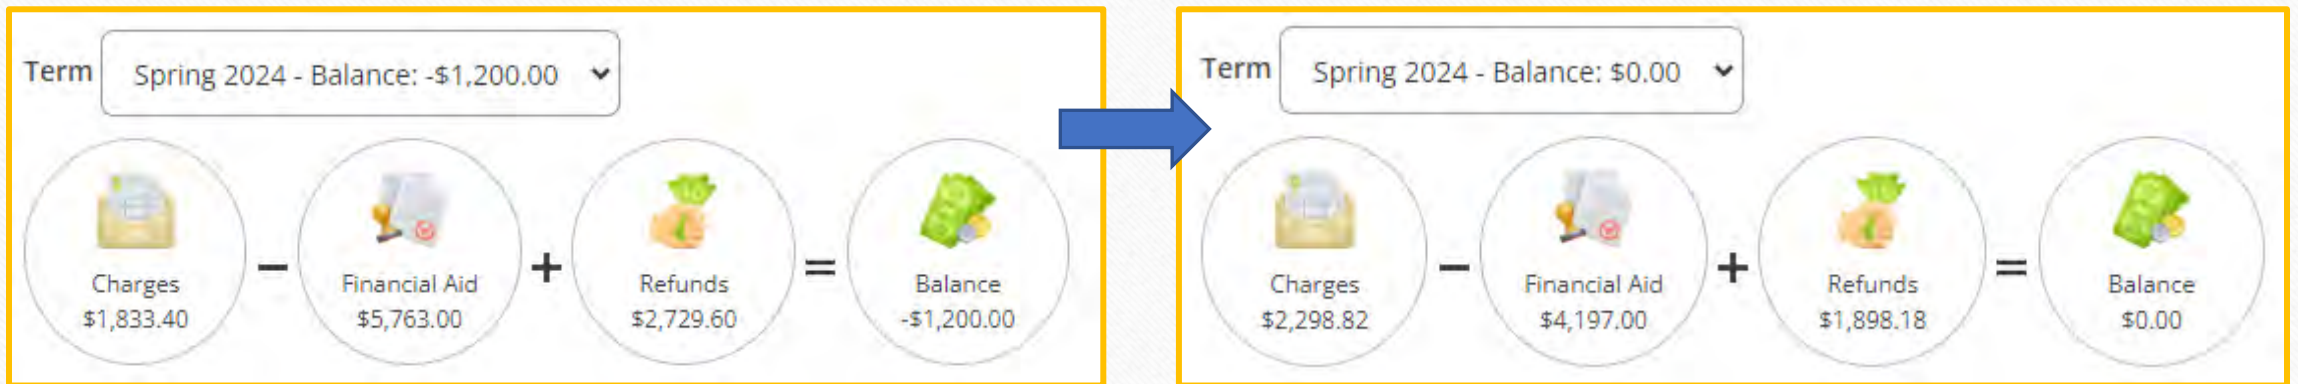 Term Spring 2024 - Balance: -$1,200.00
Charges
$1,833.40
−
Financial Aid
$5,763.00
+
Refunds
$2,729.60
=
Balance
-$1,200.00
Term Spring 2024 - Balance: $0.00
Charges
$2,298.82
−
Financial Aid
$4,197.00
+
Refunds
$1,898.18
=
Balance
$0.00